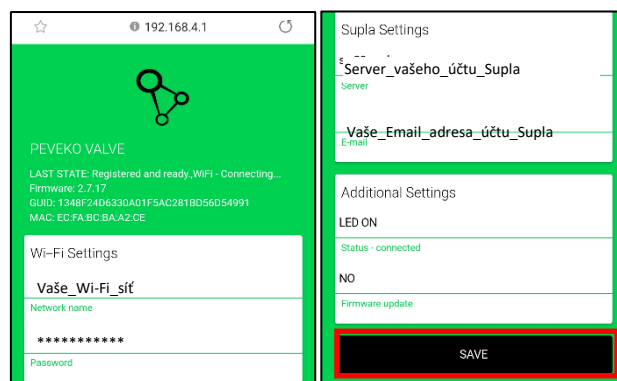 192.168.4.1
PEVEKO VALVE
LAST STATE: Registered and ready.,WiFi - Connecting...
Firmware: 2.7.17
GUID: 1348F24D6330A01F5AC281BD56D54991
MAC: EC:FA:BC:BA:A2:CE
Wi-Fi Settings
Vaše_Wi-Fi_síť
Network name
***********
Password
Supla Settings
Server_vašeho_účtu_Supla
Server
Vaše_Email_adresa_účtu_Supla
E-mail
Additional Settings
LED ON
Status - connected
NO
Firmware update
SAVE